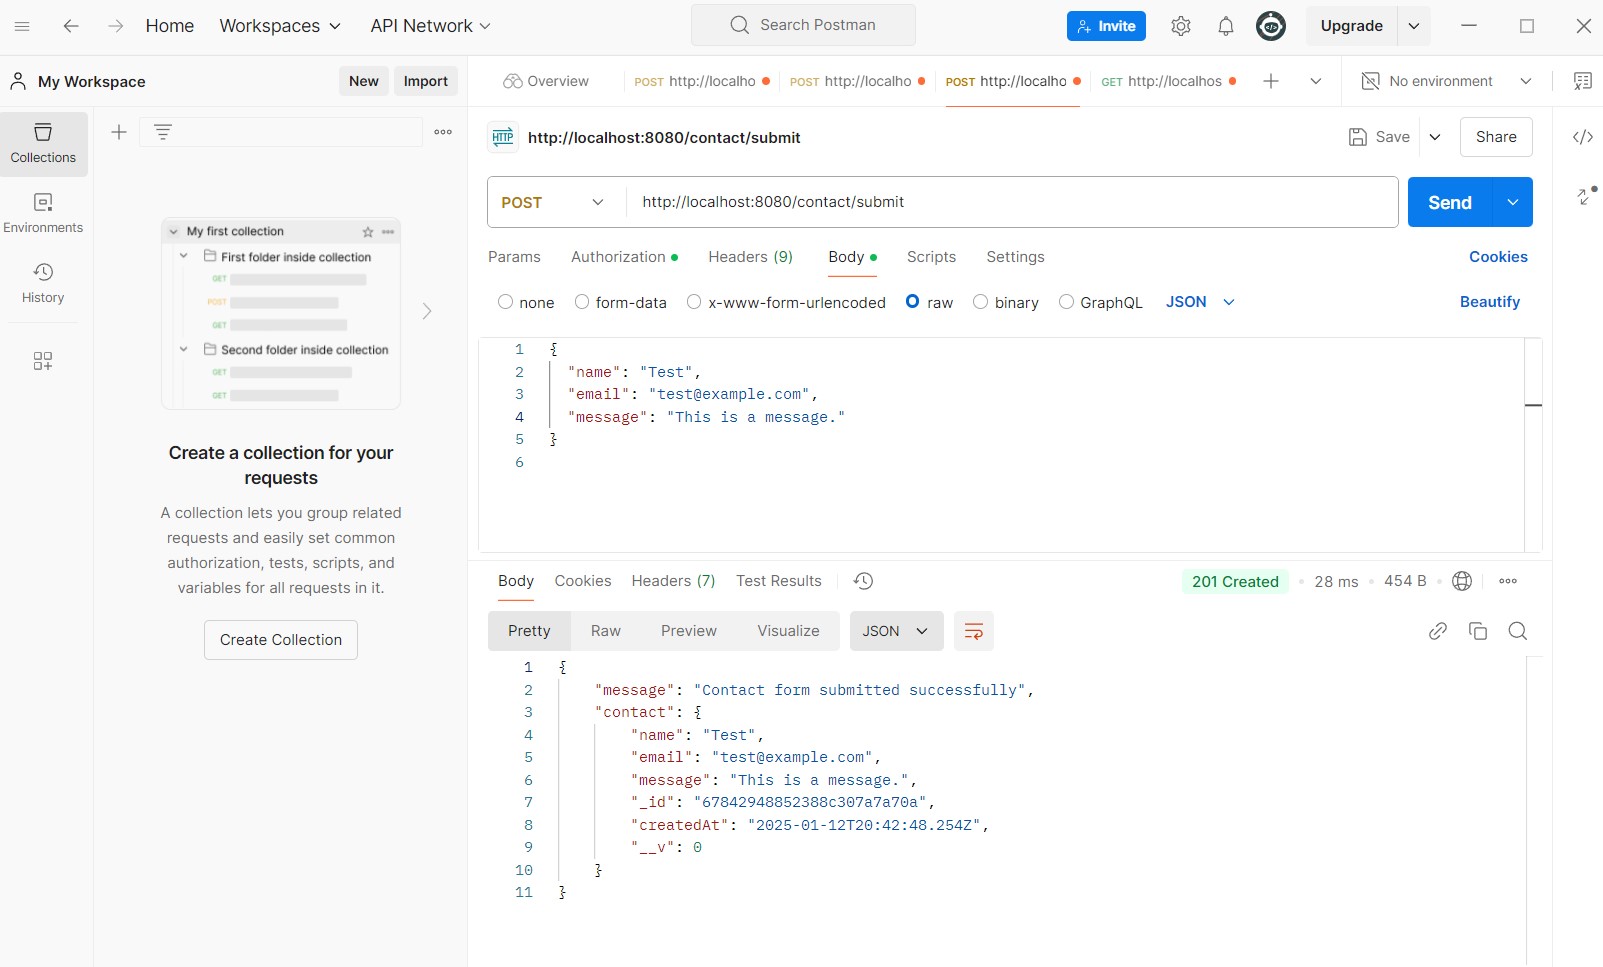 Home Workspaces API Network Search Postman Invite Upgrade
My Workspace New Import
Overview POST http://localho POST http://localho POST http://localho GET http://localhos No environment
Collections
Environments
History
My first collection
First folder inside collection
GET
POST
GET
Second folder inside collection
GET
GET
Create a collection for your
requests
A collection lets you group related
requests and easily set common
authorization, tests, scripts, and
variables for all requests in it.
Create Collection
HTTP http://localhost:8080/contact/submit Save Share
POST http://localhost:8080/contact/submit Send
Params Authorization Headers (9) Body Scripts Settings Cookies
none form-data x-www-form-urlencoded raw binary GraphQL JSON Beautify
1 {
2 "name": "Test",
3 "email": "test@example.com",
4 "message": "This is a message."
5 }
6
Body Cookies Headers (7) Test Results 201 Created 28 ms 454 B
Pretty Raw Preview Visualize JSON
1 {
2 "message": "Contact form submitted successfully",
3 "contact": {
4 "name": "Test",
5 "email": "test@example.com",
6 "message": "This is a message.",
7 "_id": "67842948852388c307a7a70a",
8 "createdAt": "2025-01-12T20:42:48.254Z",
9 "__v": 0
10 }
11 }